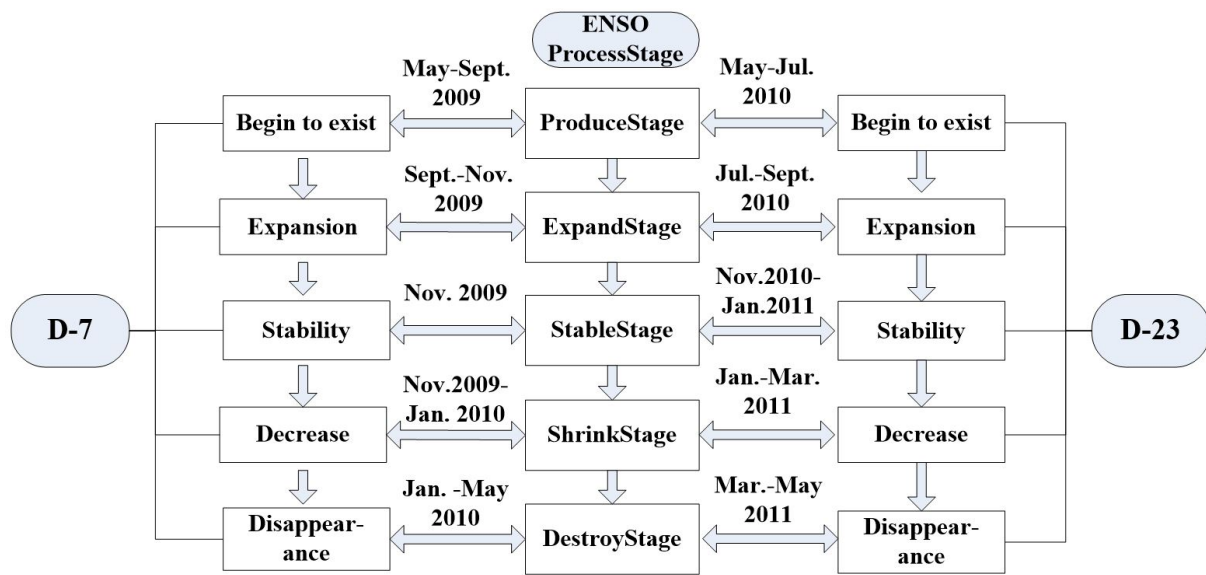 ENSO
ProcessStage
May-Sept.
2009
May-Jul.
2010
Begin to exist
ProduceStage
Begin to exist
Sept.-Nov.
2009
Jul.-Sept.
2010
Expansion
ExpandStage
Expansion
Nov. 2009
Nov.2010-
Jan.2011
D-7
Stability
StableStage
Stability
D-23
Nov.2009-
Jan. 2010
Jan.-Mar.
2011
Decrease
ShrinkStage
Decrease
Jan. -May
2010
Mar.-May
2011
Disappear-
ance
DestroyStage
Disappear-
ance